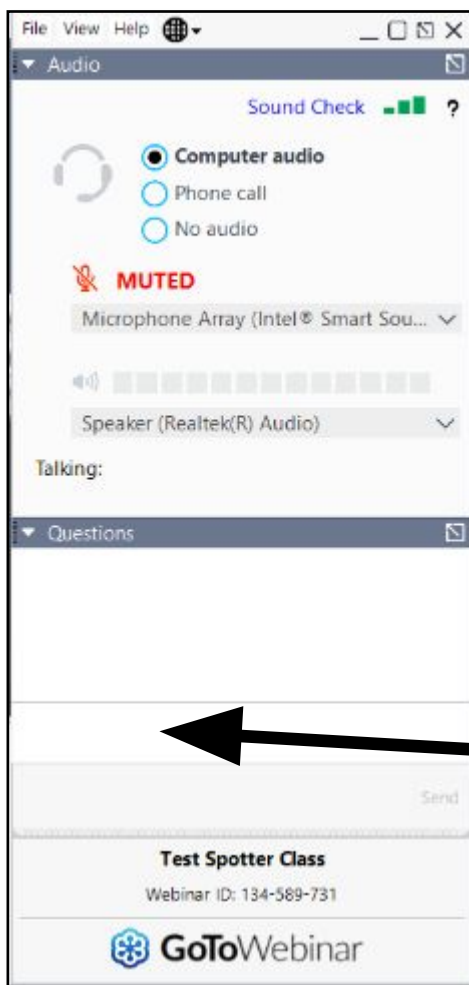 File View Help
Audio
Sound Check ?
Computer audio
Phone call
No audio
MUTED
Microphone Array (Intel® Smart Sou...
Speaker (Realtek(R) Audio)
Talking:
Questions
Send
Test Spotter Class
Webinar ID: 134-589-731
GoToWebinar